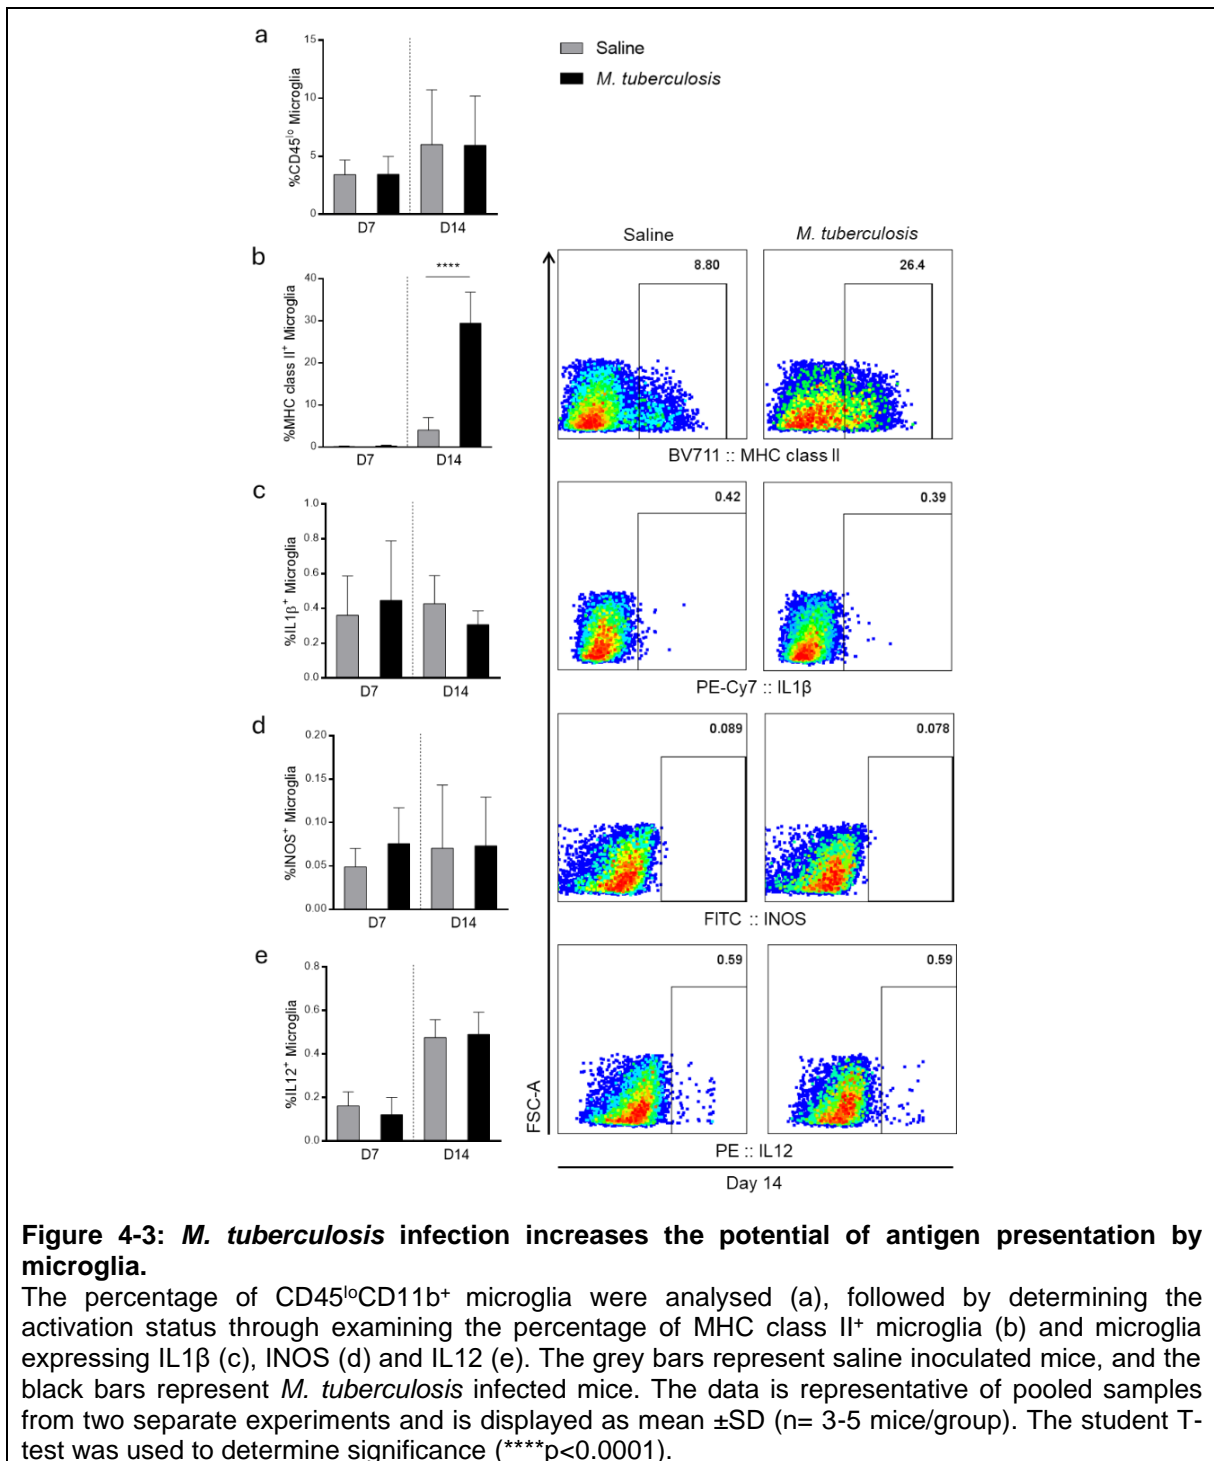 a
Saline
M. tuberculosis
%CD45lo Microglia
15
10
5
0
D7 D14
b
%MHC class II+ Microglia
40
30
20
10
0
D7 D14
****
Saline M. tuberculosis
8.80 26.4
BV711 :: MHC class II
c
%IL1β+ Microglia
1.0
0.8
0.6
0.4
0.2
0.0
D7 D14
0.42 0.39
PE-Cy7 :: IL1β
d
%INOS+ Microglia
0.20
0.15
0.10
0.05
0.00
D7 D14
0.089 0.078
FITC :: INOS
e
%IL12+ Microglia
0.8
0.6
0.4
0.2
0.0
D7 D14
0.59 0.59
FSC-A
PE :: IL12
Day 14
Figure 4-3: M. tuberculosis infection increases the potential of antigen presentation by
microglia.
The percentage of CD45loCD11b+ microglia were analysed (a), followed by determining the
activation status through examining the percentage of MHC class II+ microglia (b) and microglia
expressing IL1β (c), INOS (d) and IL12 (e). The grey bars represent saline inoculated mice, and the
black bars represent M. tuberculosis infected mice. The data is representative of pooled samples
from two separate experiments and is displayed as mean ±SD (n= 3-5 mice/group). The student T-
test was used to determine significance (****p<0.0001).